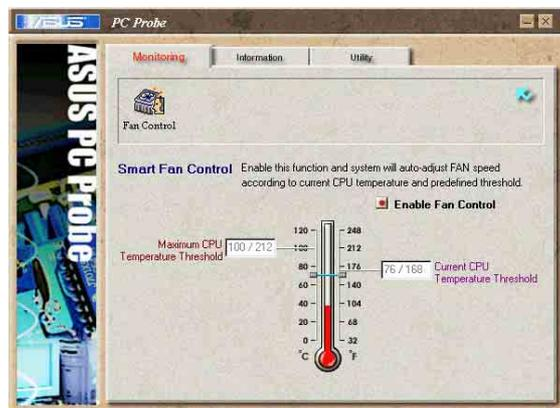 ASUS PC Probe
ASUS PC Probe
Monitoring Information Utility
Fan Control
Smart Fan Control Enable this function and system will auto-adjust FAN speed
according to current CPU temperature and predefined threshold.
Enable Fan Control
Maximum CPU
Temperature Threshold
100 / 212
76 / 168
Current CPU
Temperature Threshold
120 248
100 212
80 176
60 140
40 104
20 68
0 32
°C °F